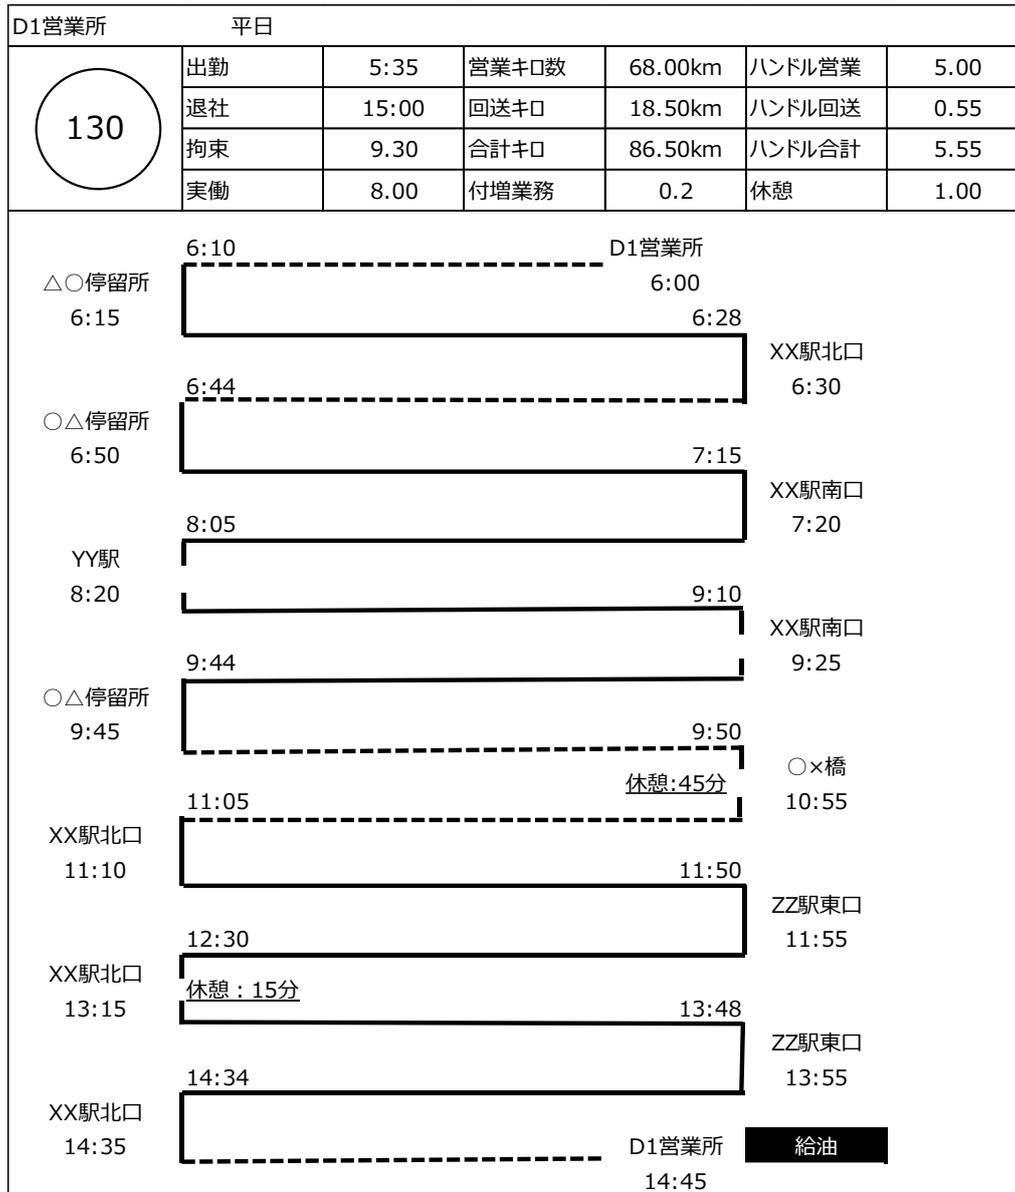 D1営業所 平日
130
出勤 5:35 営業キロ数 68.00km ハンドル営業 5.00
退社 15:00 回送キロ 18.50km ハンドル回送 0.55
拘束 9.30 合計キロ 86.50km ハンドル合計 5.55
実働 8.00 付増業務 0.2 休憩 1.00
6:10 D1営業所
△○停留所 6:00
6:15 6:28
XX駅北口
6:44 6:30
○△停留所
6:50 7:15
XX駅南口
8:05 7:20
YY駅
8:20 9:10
XX駅南口
9:44 9:25
○△停留所
9:45 9:50
○×橋
休憩:45分
11:05 10:55
XX駅北口
11:10 11:50
ZZ駅東口
12:30 11:55
XX駅北口
休憩：15分
13:15 13:48
ZZ駅東口
14:34 13:55
XX駅北口
14:35 D1営業所 給油
14:45